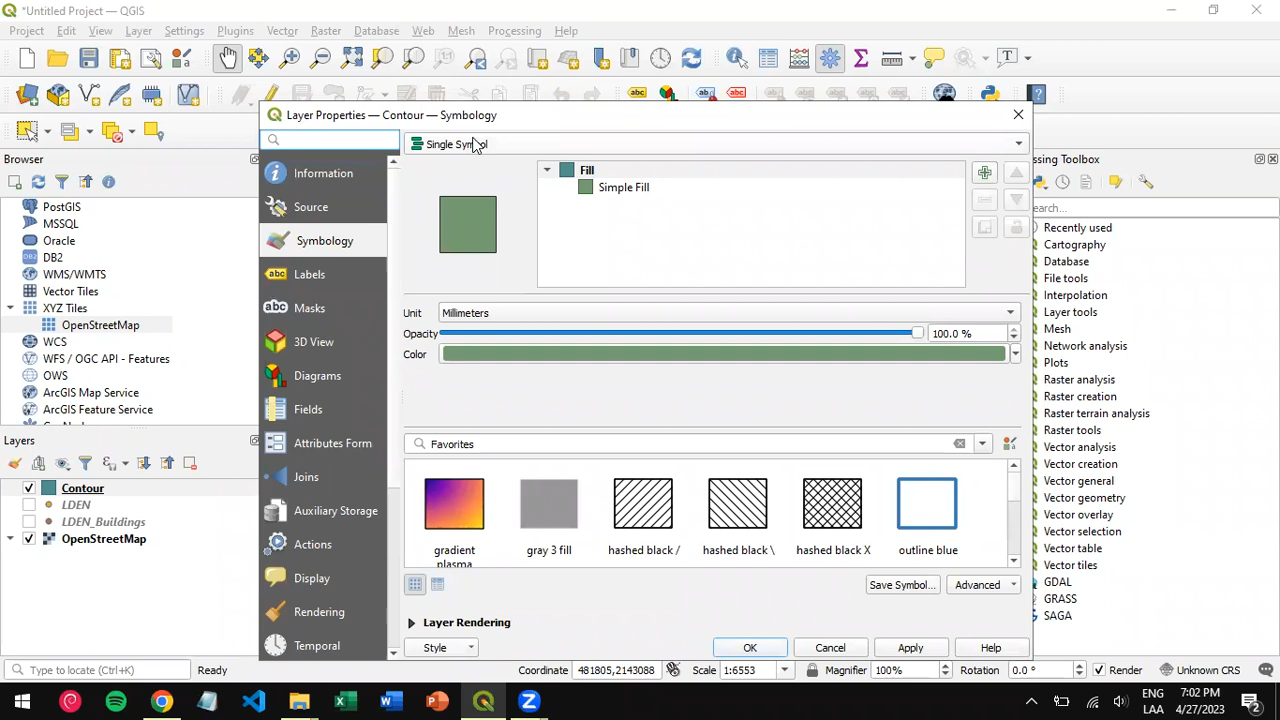 *Untitled Project — QGIS
Project Edit View Layer Settings Plugins Vector Raster Database Web Mesh Processing Help
Layer Properties — Contour — Symbology
Single Symbol
Browser
PostGIS
MSSQL
Oracle
DB2
WMS/WMTS
Vector Tiles
XYZ Tiles
OpenStreetMap
WCS
WFS / OGC API - Features
OWS
ArcGIS Map Service
ArcGIS Feature Service
Layers
Contour
LDEN
LDEN_Buildings
OpenStreetMap
Information
Source
Symbology
Labels
Masks
3D View
Diagrams
Fields
Attributes Form
Joins
Auxiliary Storage
Actions
Display
Rendering
Temporal
Fill
Simple Fill
Unit Millimeters
Opacity 100.0 %
Color
Favorites
gradient plasma
gray 3 fill
hashed black /
hashed black \
hashed black X
outline blue
Save Symbol... Advanced
Layer Rendering
Style OK Cancel Apply Help
ssing Toolbox
earch...
Recently used
Cartography
Database
File tools
Interpolation
Layer tools
Mesh
Network analysis
Plots
Raster analysis
Raster creation
Raster terrain analysis
Raster tools
Vector analysis
Vector creation
Vector general
Vector geometry
Vector overlay
Vector selection
Vector table
Vector tiles
GDAL
GRASS
SAGA
Type to locate (Ctrl+K) Ready Coordinate 481805,2143088 Scale 1:6553 Magnifier 100% Rotation 0.0 ° Render Unknown CRS
ENG 7:02 PM
LAA 4/27/2023
2